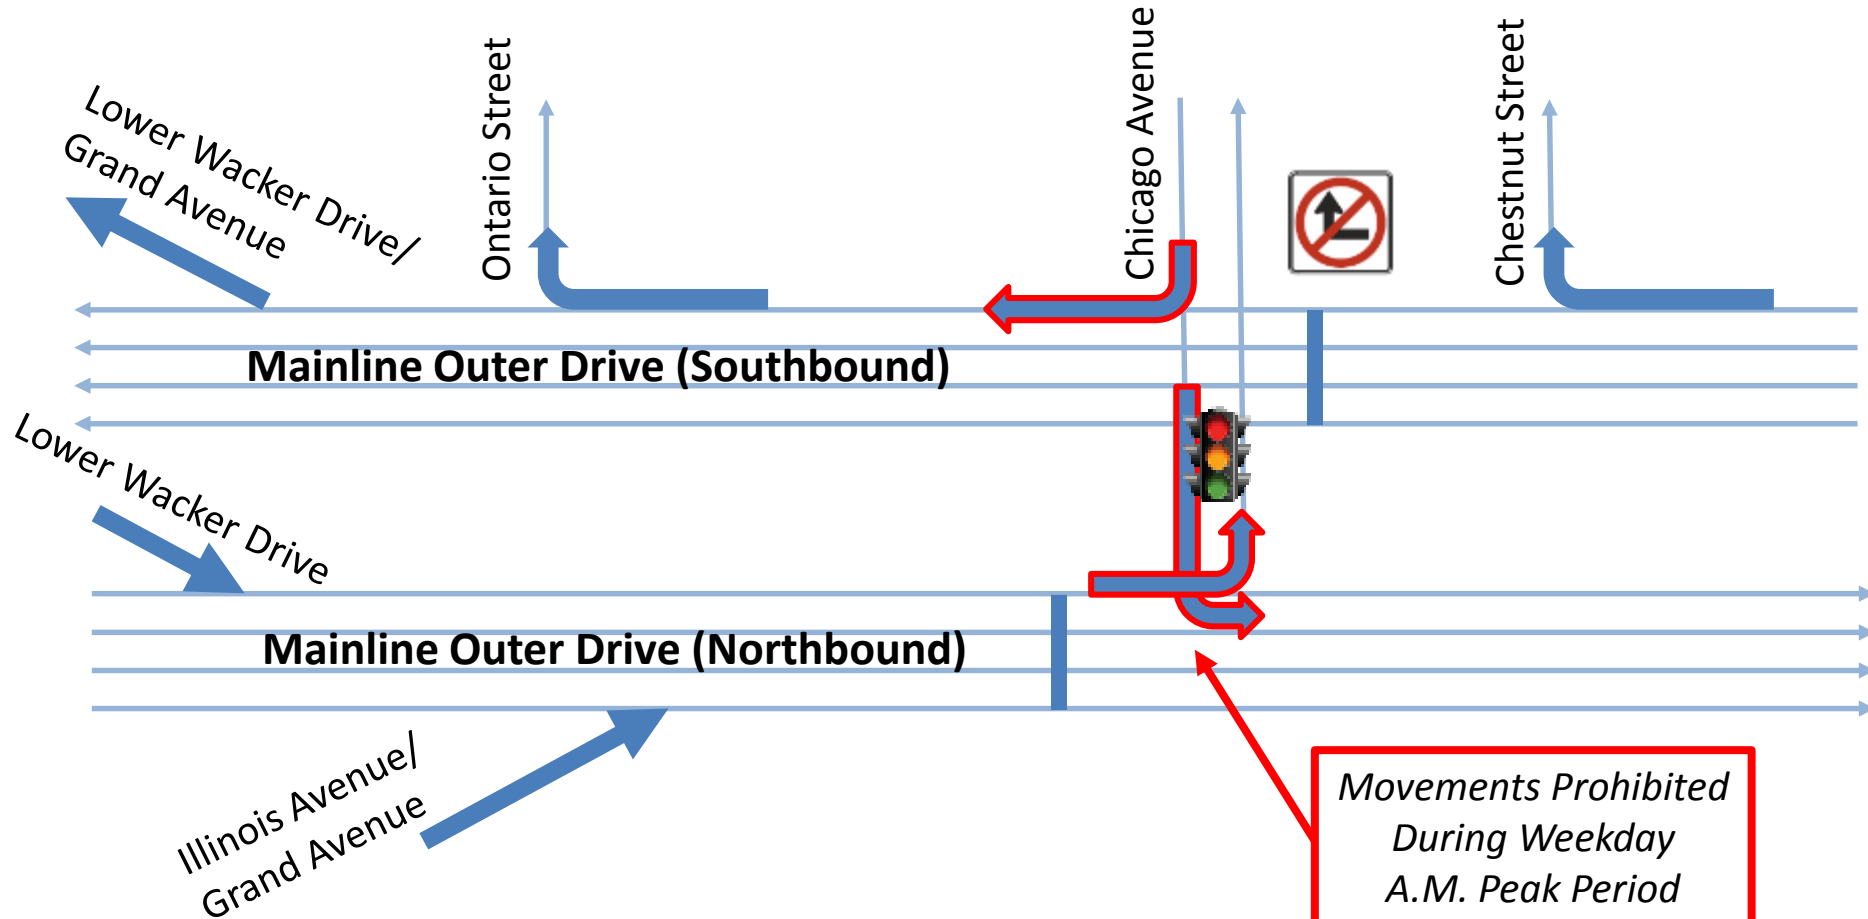 Lower Wacker Drive/
Grand Avenue
Ontario Street
Chicago Avenue
Chestnut Street
Mainline Outer Drive (Southbound)
Lower Wacker Drive
Mainline Outer Drive (Northbound)
Illinois Avenue/
Grand Avenue
Movements Prohibited
During Weekday
A.M. Peak Period